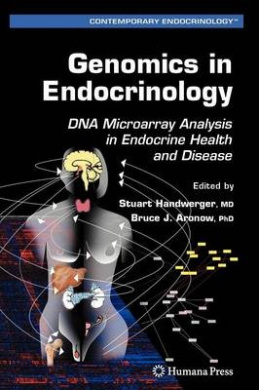 CONTEMPORARY ENDOCRINOLOGY™
Genomics in
Endocrinology
DNA Microarray Analysis
in Endocrine Health
and Disease
Edited by
Stuart Handwerger, MD
Bruce J. Aronow, PhD
Humana Press